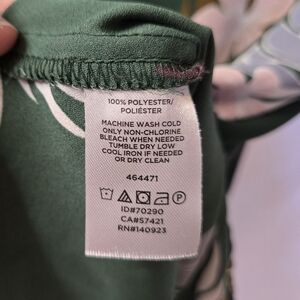 100% POLYESTER/
POLIÉSTER
MACHINE WASH COLD
ONLY NON-CHLORINE
BLEACH WHEN NEEDED
TUMBLE DRY LOW
COOL IRON IF NEEDED
OR DRY CLEAN
464471
ID#70290
CA#57421
RN#140923